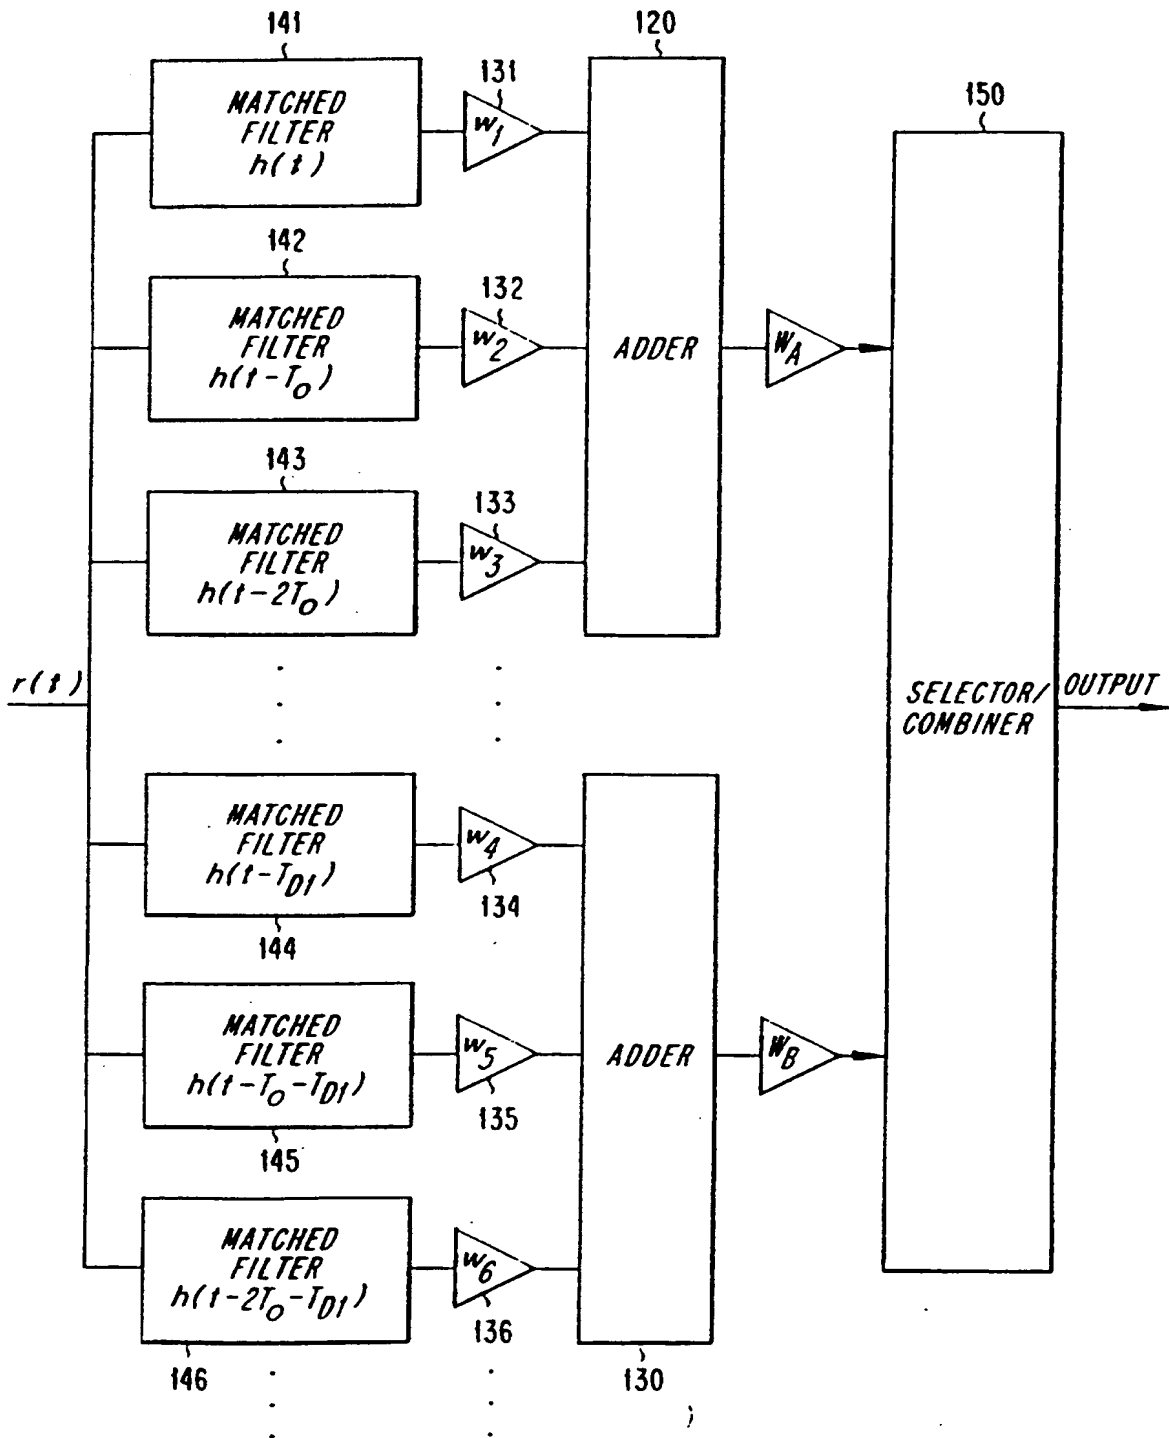 141
MATCHED
FILTER
h(t)
131
w1
120
ADDER
150
142
MATCHED
FILTER
h(t-To)
132
w2
WA
143
MATCHED
FILTER
h(t-2To)
133
w3
r(t)
SELECTOR/
COMBINER
OUTPUT
MATCHED
FILTER
h(t-TD1)
144
w4
134
MATCHED
FILTER
h(t-To-TD1)
145
w5
135
ADDER
WB
MATCHED
FILTER
h(t-2To-TD1)
146
w6
136
130